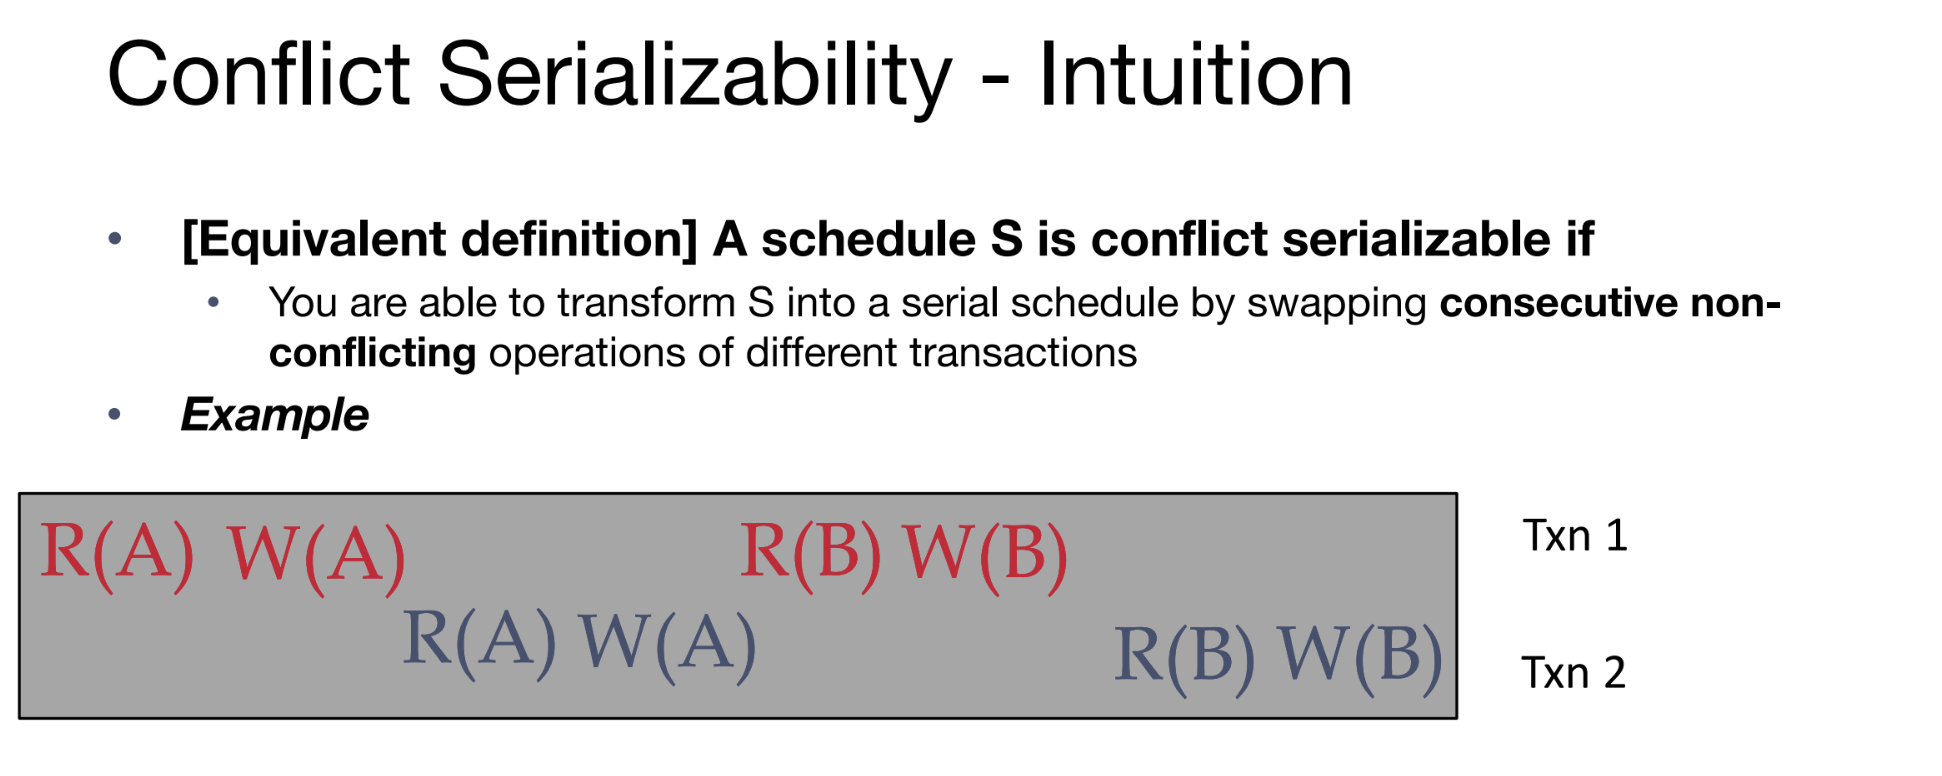 Conflict Serializability - Intuition
• [Equivalent definition] A schedule S is conflict serializable if
• You are able to transform S into a serial schedule by swapping consecutive non-
conflicting operations of different transactions
• Example
R(A) W(A) R(B) W(B) Txn 1
R(A) W(A) R(B) W(B) Txn 2